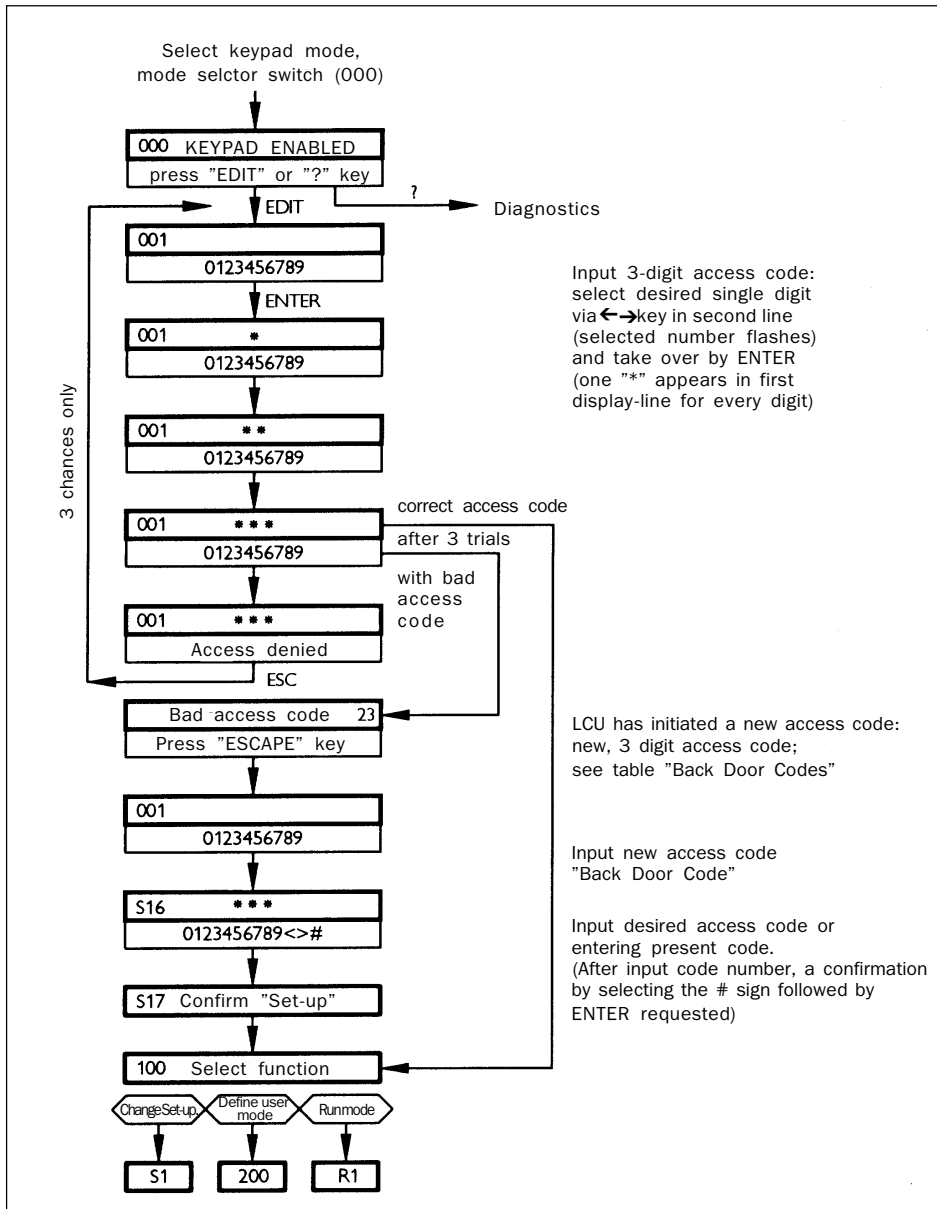 Select keypad mode,
mode selctor switch (000)
000 KEYPAD ENABLED
press "EDIT" or "?" key
?
EDIT
Diagnostics
001
0123456789
ENTER
Input 3-digit access code:
select desired single digit
via ←→key in second line
(selected number flashes)
and take over by ENTER
(one "*" appears in first
display-line for every digit)
001 *
0123456789
3 chances only
001 * *
0123456789
correct access code
001 * * *
after 3 trials
0123456789
with bad
access
code
001 * * *
Access denied
ESC
Bad access code 23
Press "ESCAPE" key
LCU has initiated a new access code:
new, 3 digit access code;
see table "Back Door Codes"
001
0123456789
Input new access code
"Back Door Code"
S16 * * *
0123456789<>#
Input desired access code or
entering present code.
(After input code number, a confirmation
by selecting the # sign followed by
ENTER requested)
S17 Confirm "Set-up"
100 Select function
ChangeSet-up.
Define user
mode
Runmode
S1
200
R1